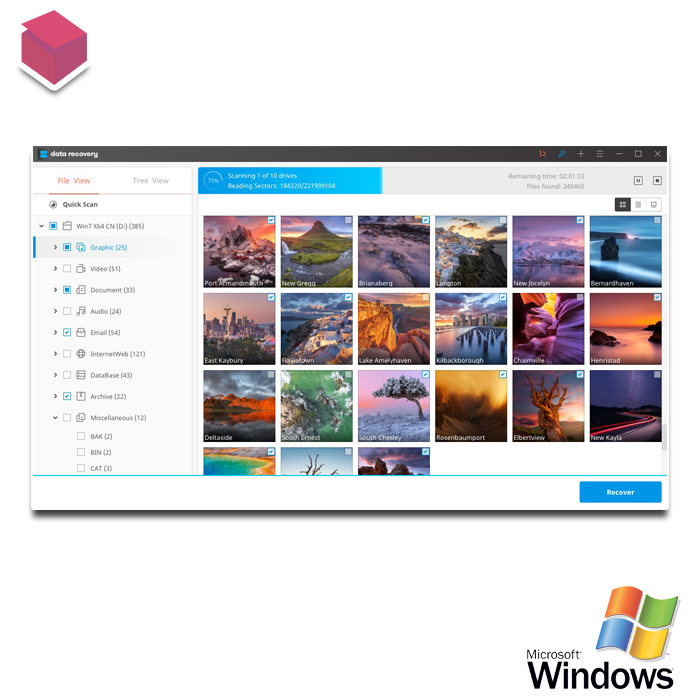 data recovery
File View
Tree View
Scanning 1 of 10 drives
75%
Reading Sectors: 184320/221999104
Remaining time: 02:01:33
Files found: 249465
Quick Scan
Win7 X64 CN (D:) (385)
Graphic (25)
Video (51)
Document (33)
Audio (24)
Email (54)
InternetWeb (121)
DataBase (43)
Archive (22)
Miscellaneous (12)
BAK (2)
BIN (2)
CAT (3)
Port Armandmouth
New Gregg
Brianaberg
Langton
New Jocelyn
Bernardhaven
East Kaybury
Flaviotown
Lake Amelyhaven
Kilbackborough
Chaimville
Henristad
Deltaside
South Ernest
South Chesley
Rosenbaumport
Elbertview
New Kayla
Recover
Microsoft®
Windows®